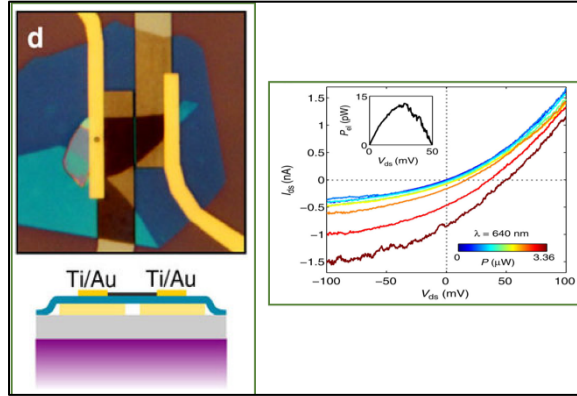 d
Ti/Au Ti/Au
1.5
1
0.5
0
−0.5
−1
−1.5
I_ds (nA)
−100 −50 0 50 100
V_ds (mV)
15
0
P_el (pW)
0 50
V_ds (mV)
λ = 640 nm
0 3.36
P (μW)